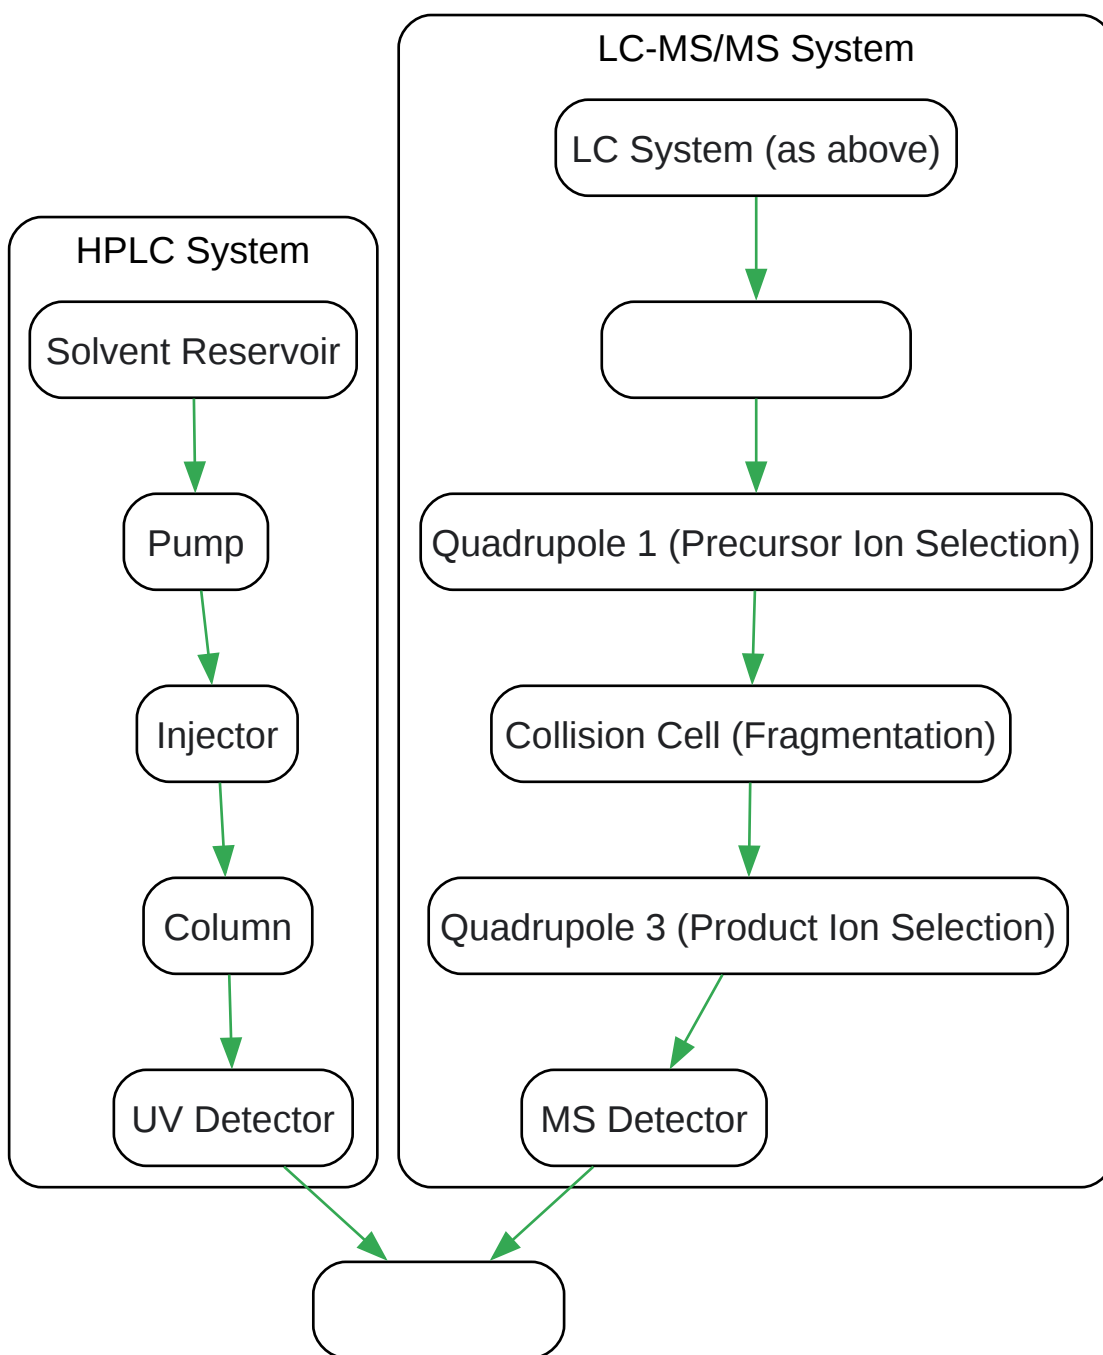 HPLC System
Solvent Reservoir
Pump
Injector
Column
UV Detector
LC-MS/MS System
LC System (as above)
Quadrupole 1 (Precursor Ion Selection)
Collision Cell (Fragmentation)
Quadrupole 3 (Product Ion Selection)
MS Detector